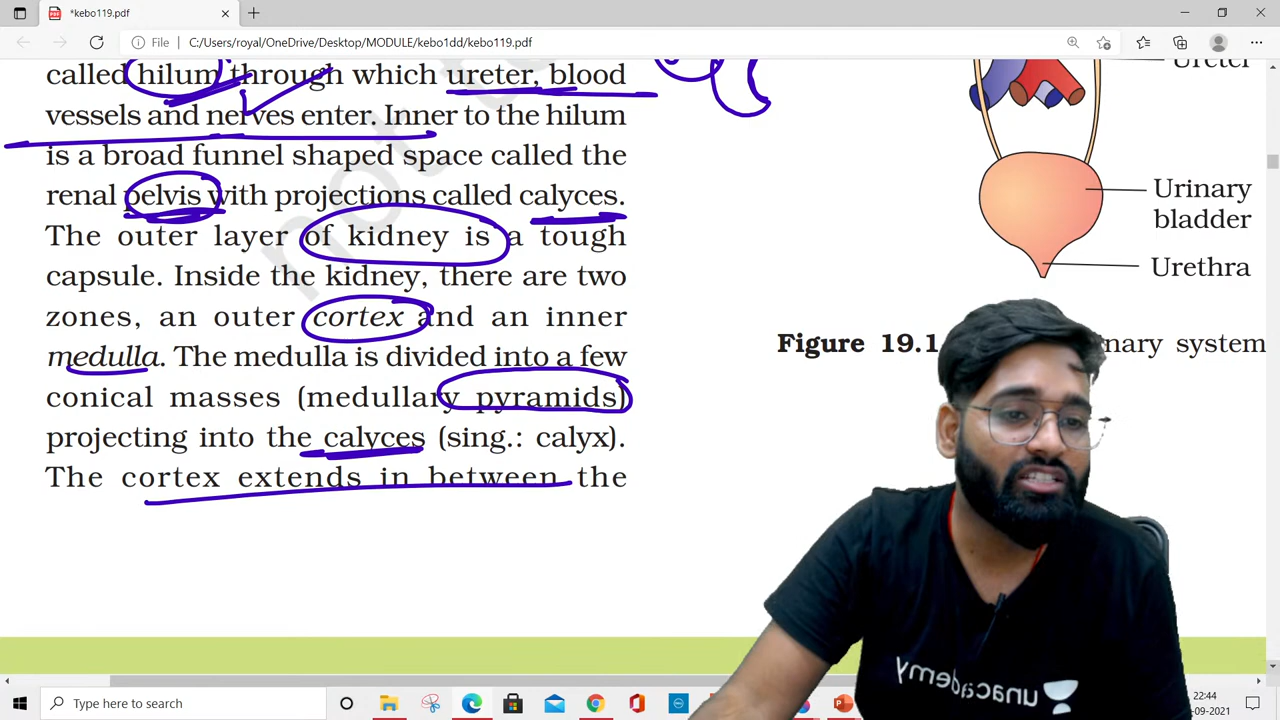 *kebo119.pdf
File
C:/Users/royal/OneDrive/Desktop/MODULE/kebo1dd/kebo119.pdf
called hilum through which ureter, blood
vessels and nerves enter. Inner to the hilum
is a broad funnel shaped space called the
renal pelvis with projections called calyces.
The outer layer of kidney is a tough
capsule. Inside the kidney, there are two
zones, an outer cortex and an inner
medulla. The medulla is divided into a few
conical masses (medullary pyramids)
projecting into the calyces (sing.: calyx).
The cortex extends in between the
not
Ureter
Urinary
bladder
Urethra
Figure 19.1
system
unacademy
Type here to search
22:44
-09-2021